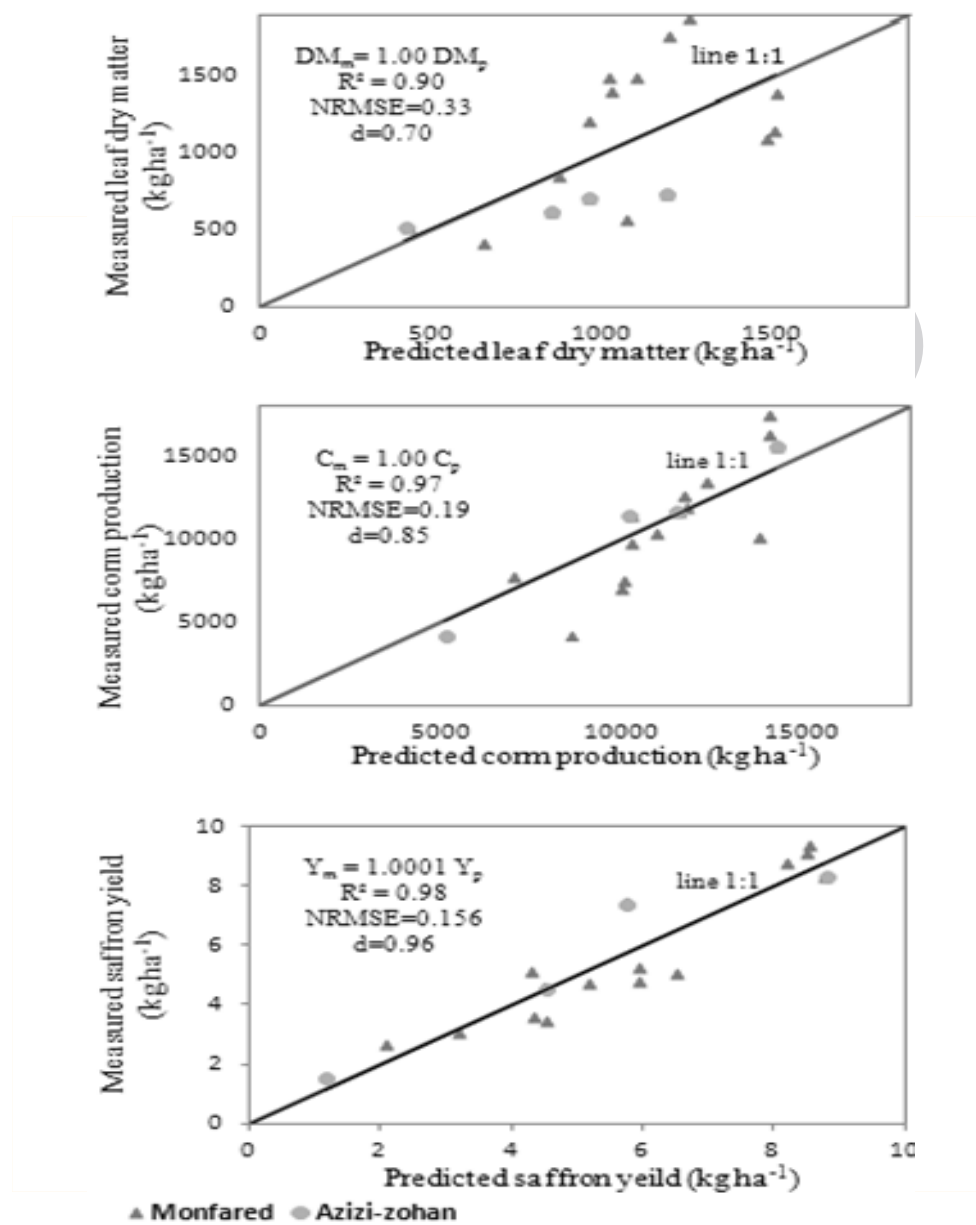 DMₘ= 1.00 DMₚ
R² = 0.90
NRMSE=0.33
d=0.70
line 1:1
1500
1000
500
0
Measured leaf dry matter
(kg ha⁻¹)
0 500 1000 1500
Predicted leaf dry matter (kg ha⁻¹)
Cₘ = 1.00 Cₚ
R² = 0.97
NRMSE=0.19
d=0.85
line 1:1
15000
10000
5000
0
Measured corm production
(kg ha⁻¹)
0 5000 10000 15000
Predicted corm production (kg ha⁻¹)
Yₘ = 1.0001 Yₚ
R² = 0.98
NRMSE=0.156
d=0.96
line 1:1
10
8
6
4
2
0
Measured saffron yield
(kg ha⁻¹)
0 2 4 6 8 10
Predicted saffron yeild (kg ha⁻¹)
Monfared Azizi-zohan